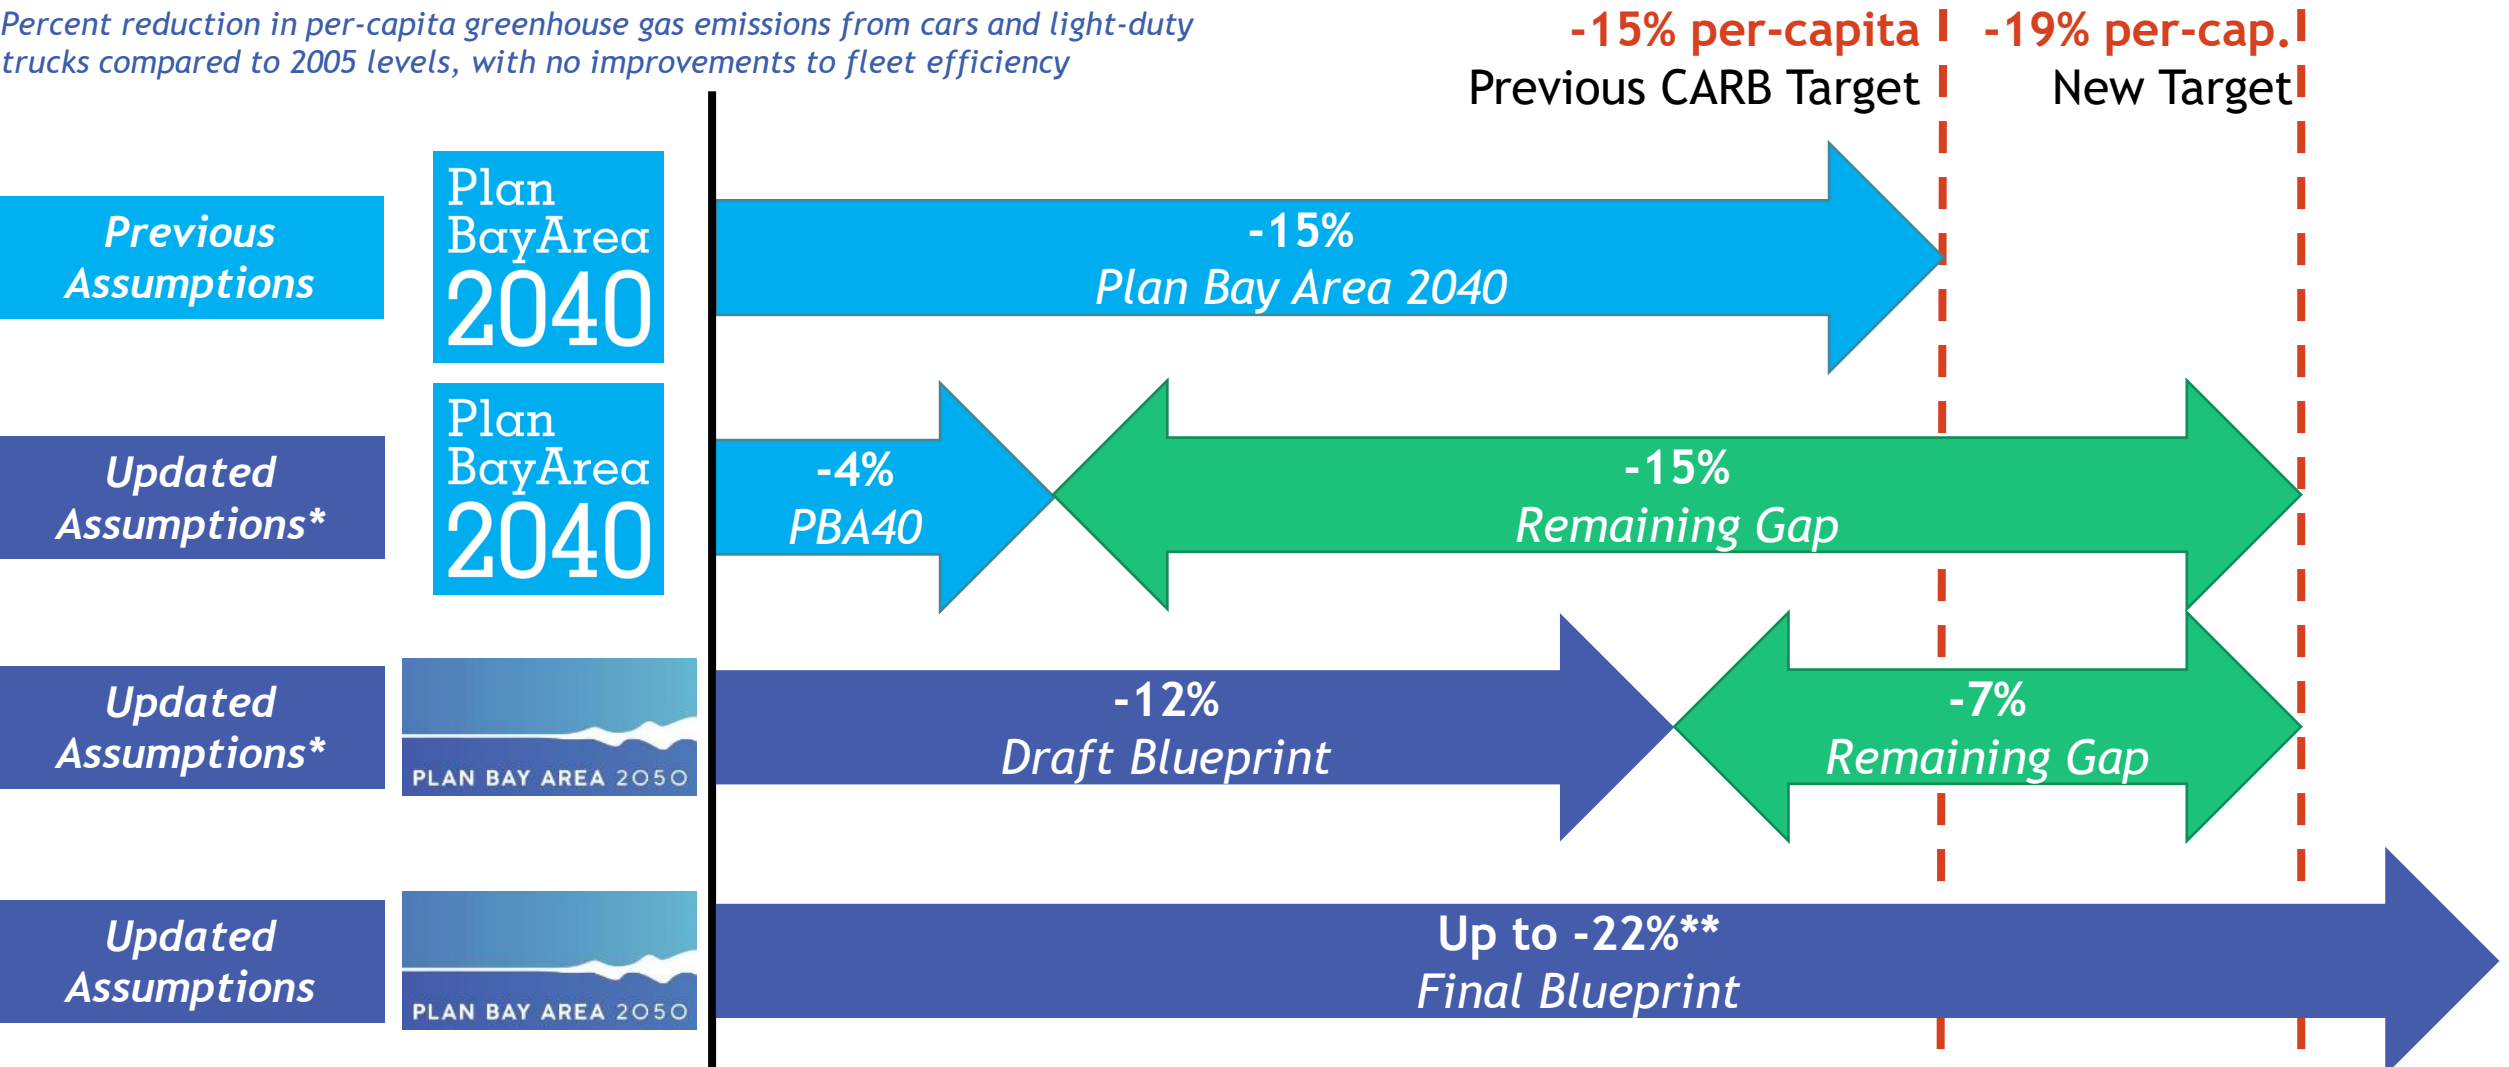 Percent reduction in per-capita greenhouse gas emissions from cars and light-duty
trucks compared to 2005 levels, with no improvements to fleet efficiency
-15% per-capita
Previous CARB Target
-19% per-cap.
New Target
Previous
Assumptions
Plan
BayArea
2040
-15%
Plan Bay Area 2040
Updated
Assumptions*
Plan
BayArea
2040
-4%
PBA40
-15%
Remaining Gap
Updated
Assumptions*
PLAN BAY AREA 2050
-12%
Draft Blueprint
-7%
Remaining Gap
Updated
Assumptions
PLAN BAY AREA 2050
Up to -22%**
Final Blueprint